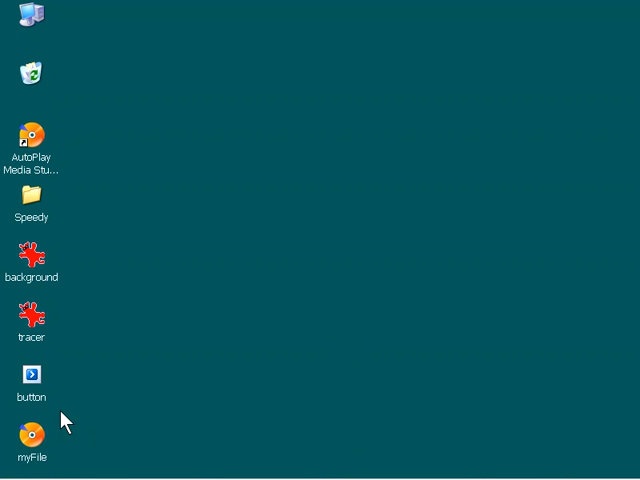 AutoPlay
Media Stu...
Speedy
background
tracer
button
myFile